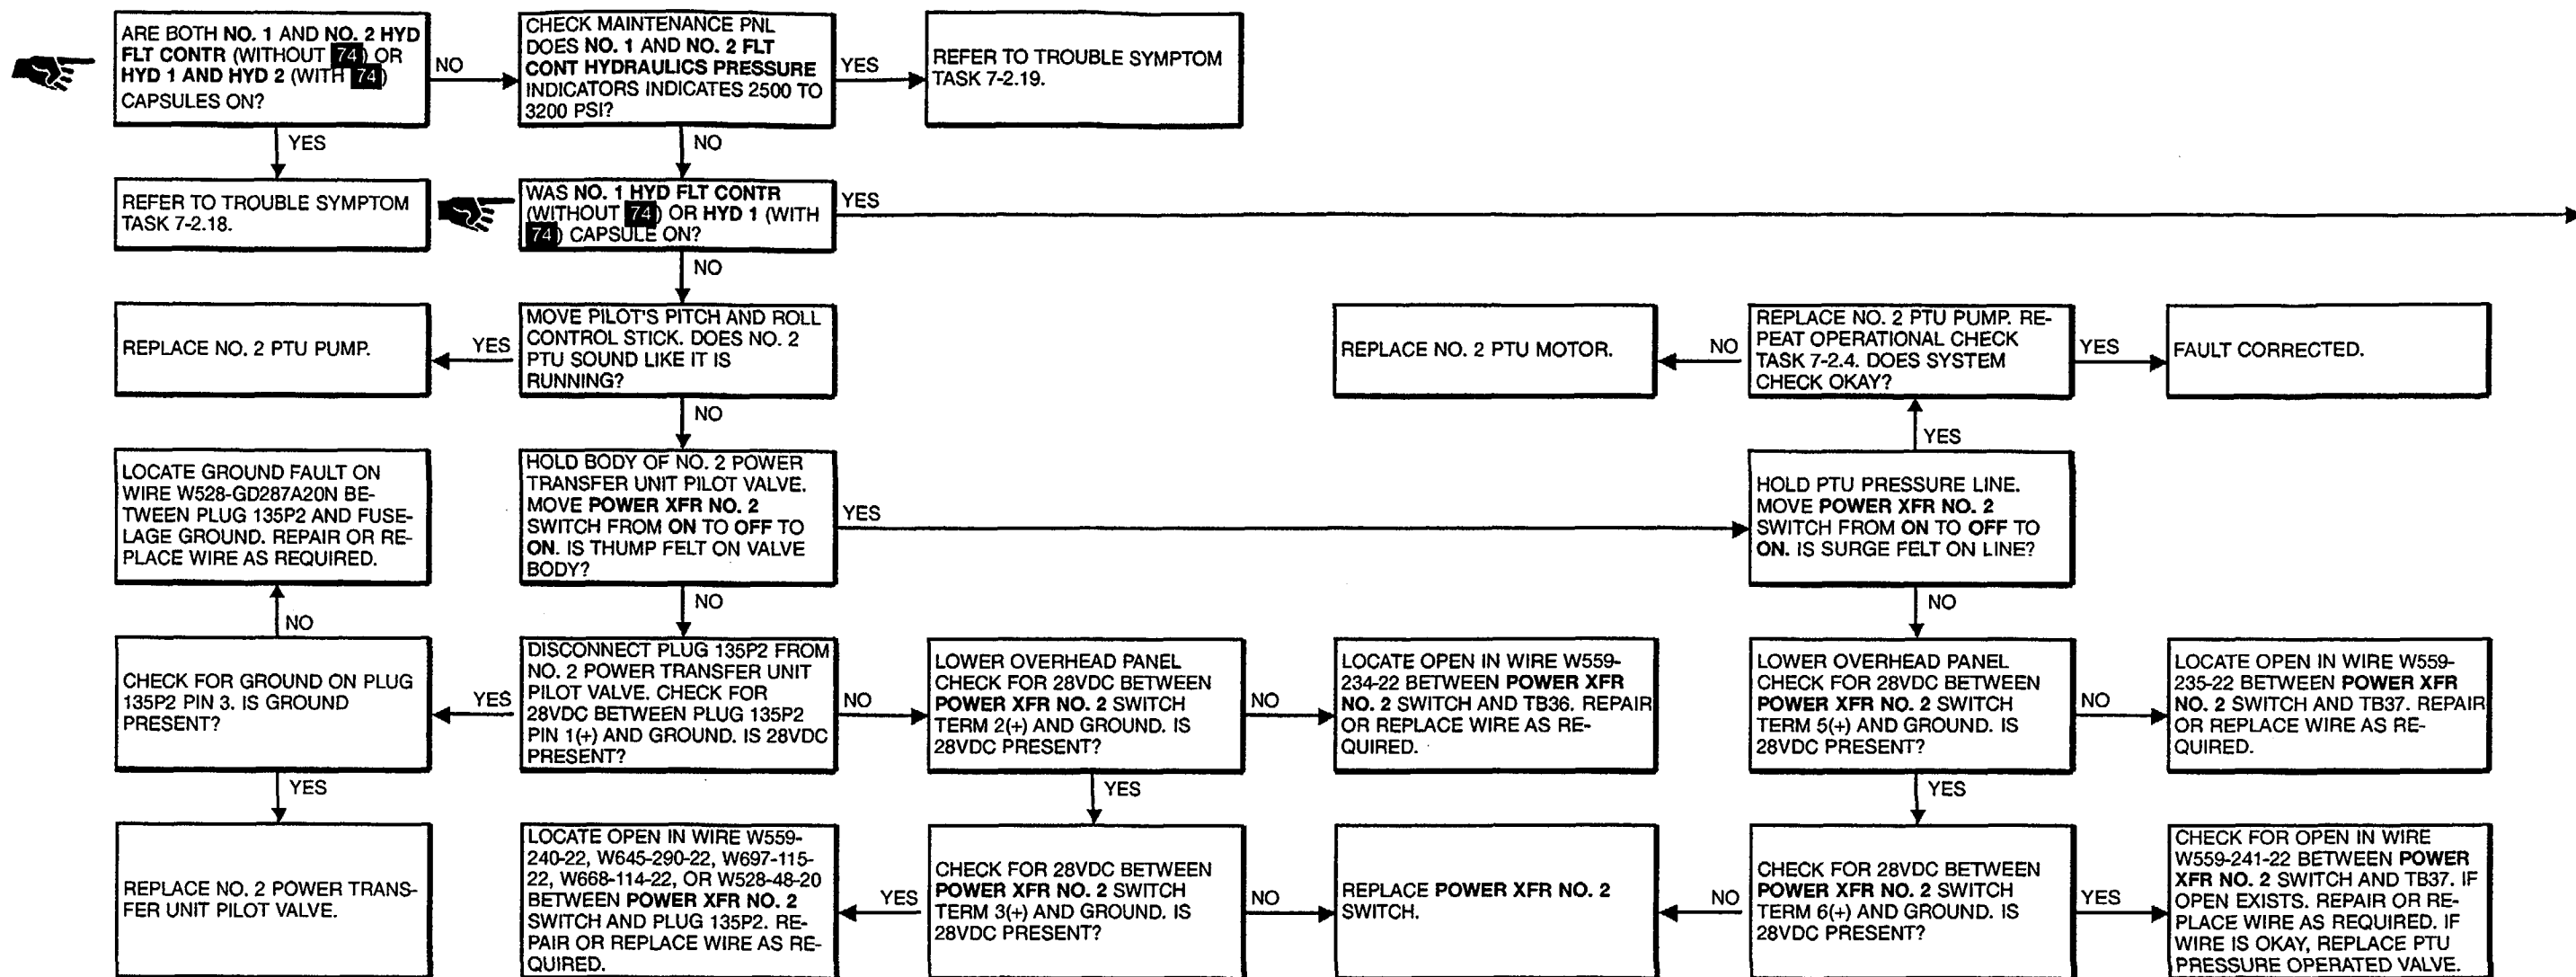 ARE BOTH NO. 1 AND NO. 2 HYD
FLT CONTR (WITHOUT 74) OR
HYD 1 AND HYD 2 (WITH 74)
CAPSULES ON?
NO
CHECK MAINTENANCE PNL
DOES NO. 1 AND NO. 2 FLT
CONT HYDRAULICS PRESSURE
INDICATORS INDICATES 2500 TO
3200 PSI?
YES
REFER TO TROUBLE SYMPTOM
TASK 7-2.19.
YES
NO
REFER TO TROUBLE SYMPTOM
TASK 7-2.18.
WAS NO. 1 HYD FLT CONTR
(WITHOUT 74) OR HYD 1 (WITH
74) CAPSULE ON?
YES
NO
REPLACE NO. 2 PTU PUMP.
YES
MOVE PILOT'S PITCH AND ROLL
CONTROL STICK. DOES NO. 2
PTU SOUND LIKE IT IS
RUNNING?
REPLACE NO. 2 PTU MOTOR.
NO
REPLACE NO. 2 PTU PUMP. RE-
PEAT OPERATIONAL CHECK
TASK 7-2.4. DOES SYSTEM
CHECK OKAY?
YES
FAULT CORRECTED.
NO
YES
LOCATE GROUND FAULT ON
WIRE W528-GD287A20N BE-
TWEEN PLUG 135P2 AND FUSE-
LAGE GROUND. REPAIR OR RE-
PLACE WIRE AS REQUIRED.
HOLD BODY OF NO. 2 POWER
TRANSFER UNIT PILOT VALVE.
MOVE POWER XFR NO. 2
SWITCH FROM ON TO OFF TO
ON. IS THUMP FELT ON VALVE
BODY?
YES
HOLD PTU PRESSURE LINE.
MOVE POWER XFR NO. 2
SWITCH FROM ON TO OFF TO
ON. IS SURGE FELT ON LINE?
NO
NO
NO
CHECK FOR GROUND ON PLUG
135P2 PIN 3. IS GROUND
PRESENT?
YES
DISCONNECT PLUG 135P2 FROM
NO. 2 POWER TRANSFER UNIT
PILOT VALVE. CHECK FOR
28VDC BETWEEN PLUG 135P2
PIN 1(+) AND GROUND. IS 28VDC
PRESENT?
NO
LOWER OVERHEAD PANEL
CHECK FOR 28VDC BETWEEN
POWER XFR NO. 2 SWITCH
TERM 2(+) AND GROUND. IS
28VDC PRESENT?
NO
LOCATE OPEN IN WIRE W559-
234-22 BETWEEN POWER XFR
NO. 2 SWITCH AND TB36. REPAIR
OR REPLACE WIRE AS RE-
QUIRED.
LOWER OVERHEAD PANEL
CHECK FOR 28VDC BETWEEN
POWER XFR NO. 2 SWITCH
TERM 5(+) AND GROUND. IS
28VDC PRESENT?
NO
LOCATE OPEN IN WIRE W559-
235-22 BETWEEN POWER XFR
NO. 2 SWITCH AND TB37. REPAIR
OR REPLACE WIRE AS RE-
QUIRED.
YES
YES
YES
REPLACE NO. 2 POWER TRANS-
FER UNIT PILOT VALVE.
LOCATE OPEN IN WIRE W559-
240-22, W645-290-22, W697-115-
22, W668-114-22, OR W528-48-20
BETWEEN POWER XFR NO. 2
SWITCH AND PLUG 135P2. RE-
PAIR OR REPLACE WIRE AS RE-
QUIRED.
YES
CHECK FOR 28VDC BETWEEN
POWER XFR NO. 2 SWITCH
TERM 3(+) AND GROUND. IS
28VDC PRESENT?
NO
REPLACE POWER XFR NO. 2
SWITCH.
NO
CHECK FOR 28VDC BETWEEN
POWER XFR NO. 2 SWITCH
TERM 6(+) AND GROUND. IS
28VDC PRESENT?
YES
CHECK FOR OPEN IN WIRE
W559-241-22 BETWEEN POWER
XFR NO. 2 SWITCH AND TB37. IF
OPEN EXISTS. REPAIR OR RE-
PLACE WIRE AS REQUIRED. IF
WIRE IS OKAY, REPLACE PTU
PRESSURE OPERATED VALVE.